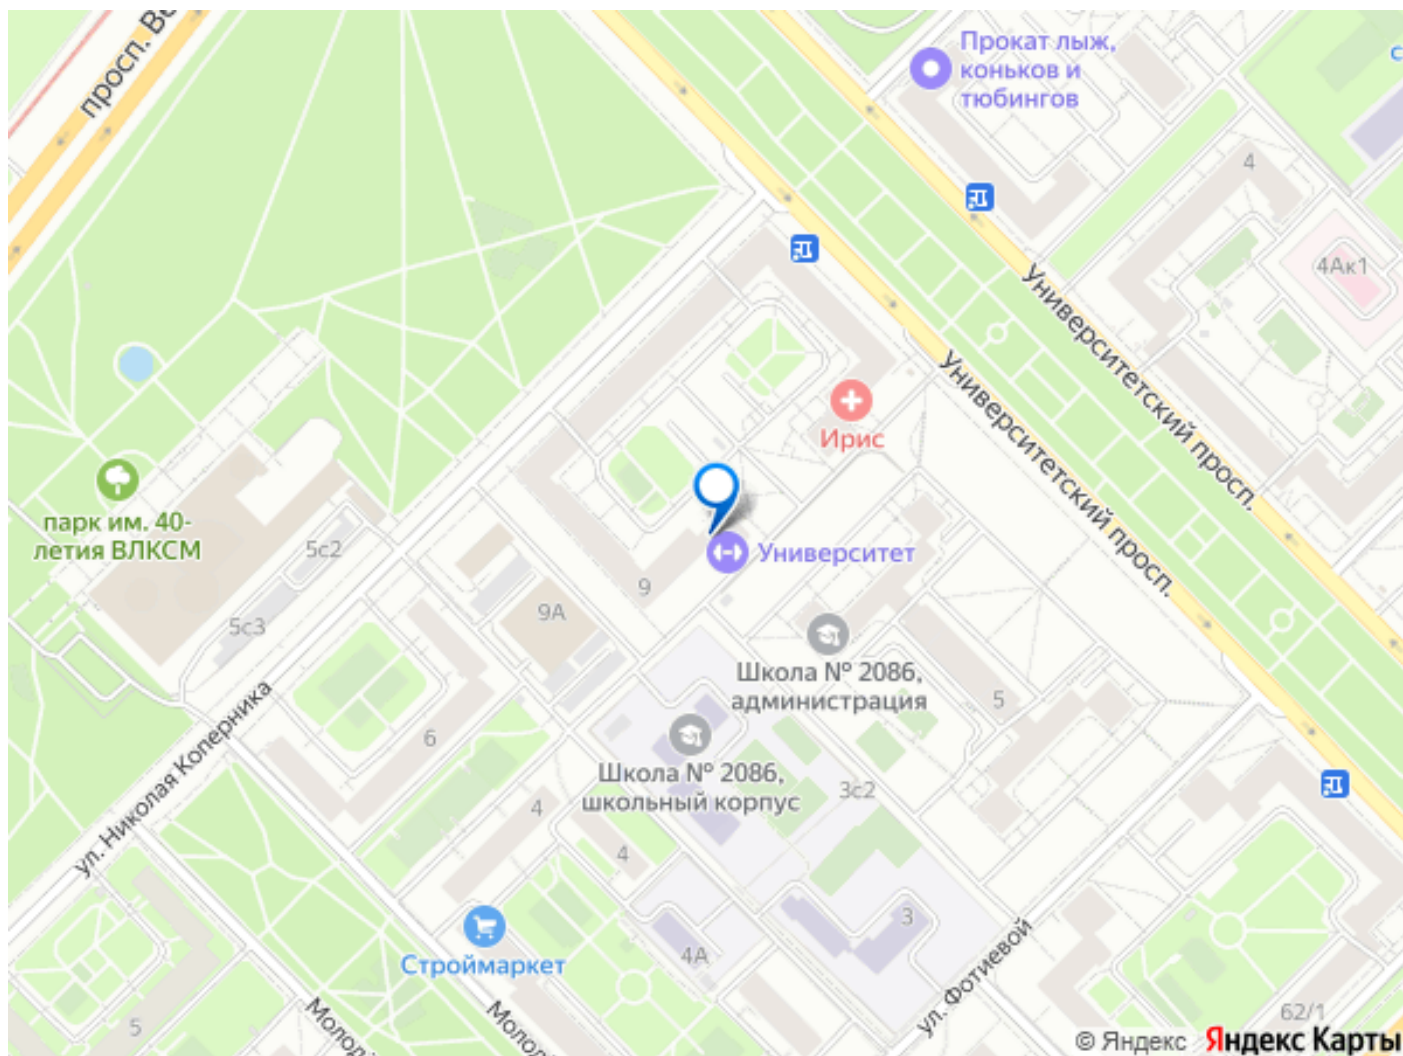 просп. Ве
Прокат лыж,
коньков и
тюбингов
с
4
4Ак1
Университетский просп.
Университетский просп.
Ирис
парк им. 40-
летия ВЛКСМ
5с2
5с3
9
9А
Университет
Школа № 2086,
администрация
5
6
ул. Николая Коперника
Школа № 2086,
школьный корпус
3с2
4
4
3
4А
Строймаркет
ул. Фотиевой
62/1
5
Молод
Молод
© Яндекс Яндекс Карты